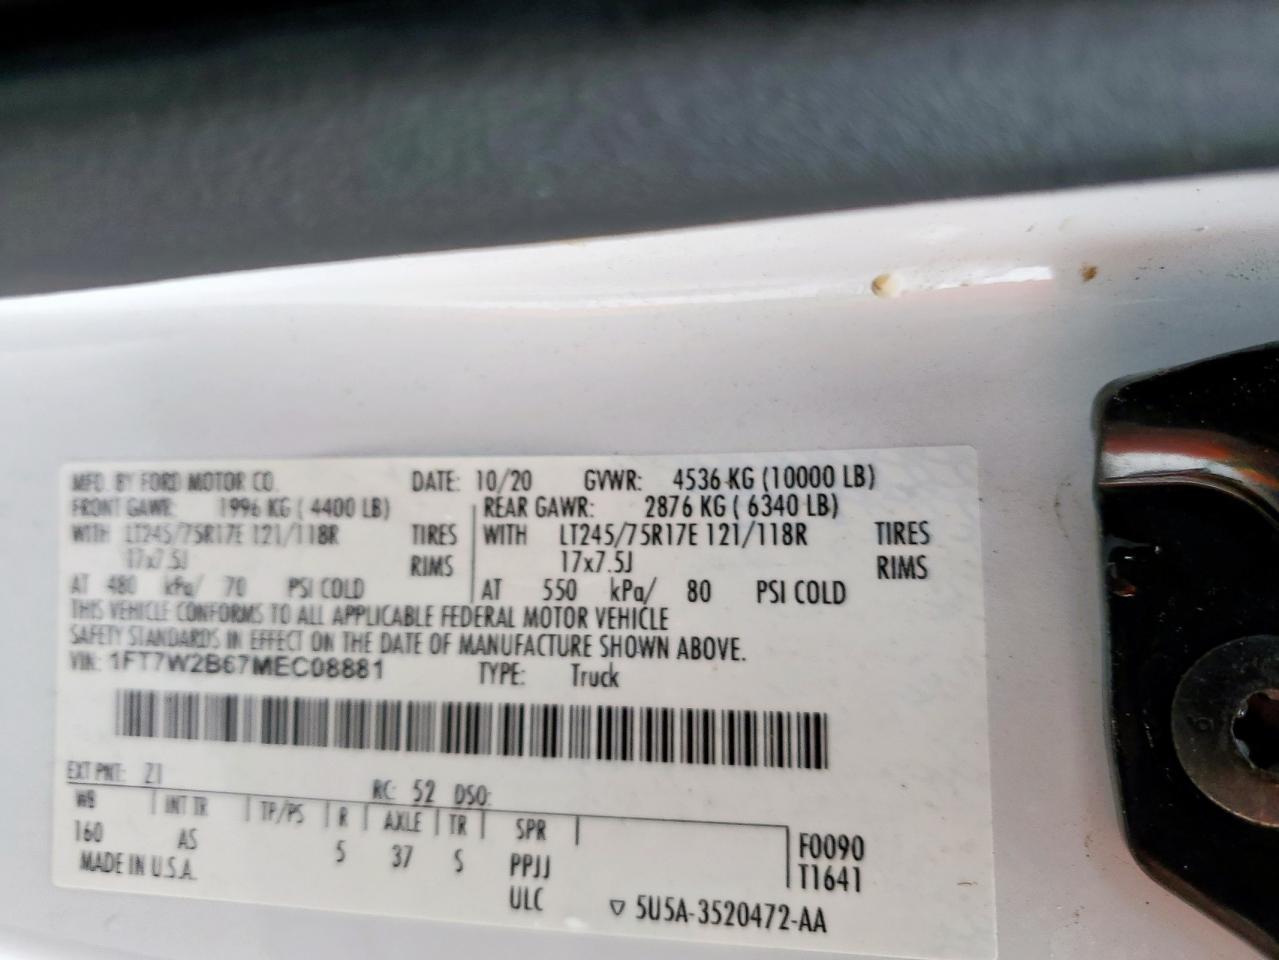 MFD. BY FORD MOTOR CO. DATE: 10/20 GVWR: 4536 KG (10000 LB)
FRONT GAWR: 1996 KG ( 4400 LB) REAR GAWR: 2876 KG ( 6340 LB)
WITH LT245/75R17E 121/118R TIRES WITH LT245/75R17E 121/118R TIRES
17x7.5J RIMS 17x7.5J RIMS
AT 480 kPa/ 70 PSI COLD AT 550 kPa/ 80 PSI COLD
THIS VEHICLE CONFORMS TO ALL APPLICABLE FEDERAL MOTOR VEHICLE
SAFETY STANDARDS IN EFFECT ON THE DATE OF MANUFACTURE SHOWN ABOVE.
VIN: 1FT7W2B67MEC08881 TYPE: Truck
EXT PNT: Z1 RC: 52 DSO:
WB INT TR TP/PS R AXLE TR SPR F0090
160 AS 5 37 S PPJJ T1641
MADE IN U.S.A. ULC ▽ 5U5A-3520472-AA